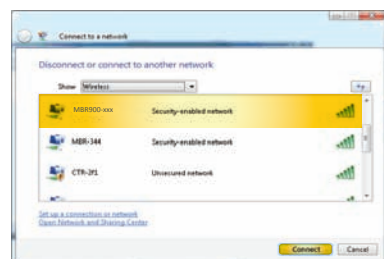 Connect to a network
Disconnect or connect to another network
Show Wireless
MBR900-xxx Security-enabled network
MBR-344 Security-enabled network
CTR-2f1 Unsecured network
Set up a connection or network
Open Network and Sharing Center
Connect Cancel